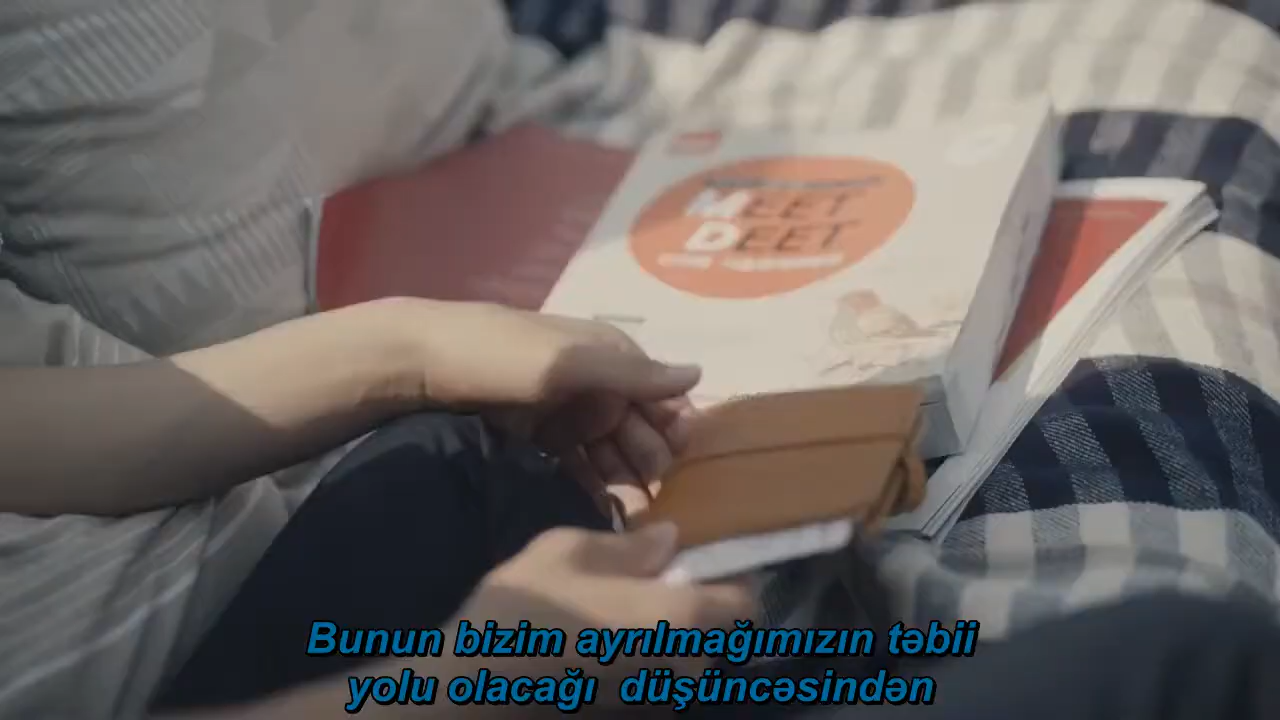 MEET
DEET
Bunun bizim ayrılmağımızın təbii
yolu olacağı  düşüncəsindən